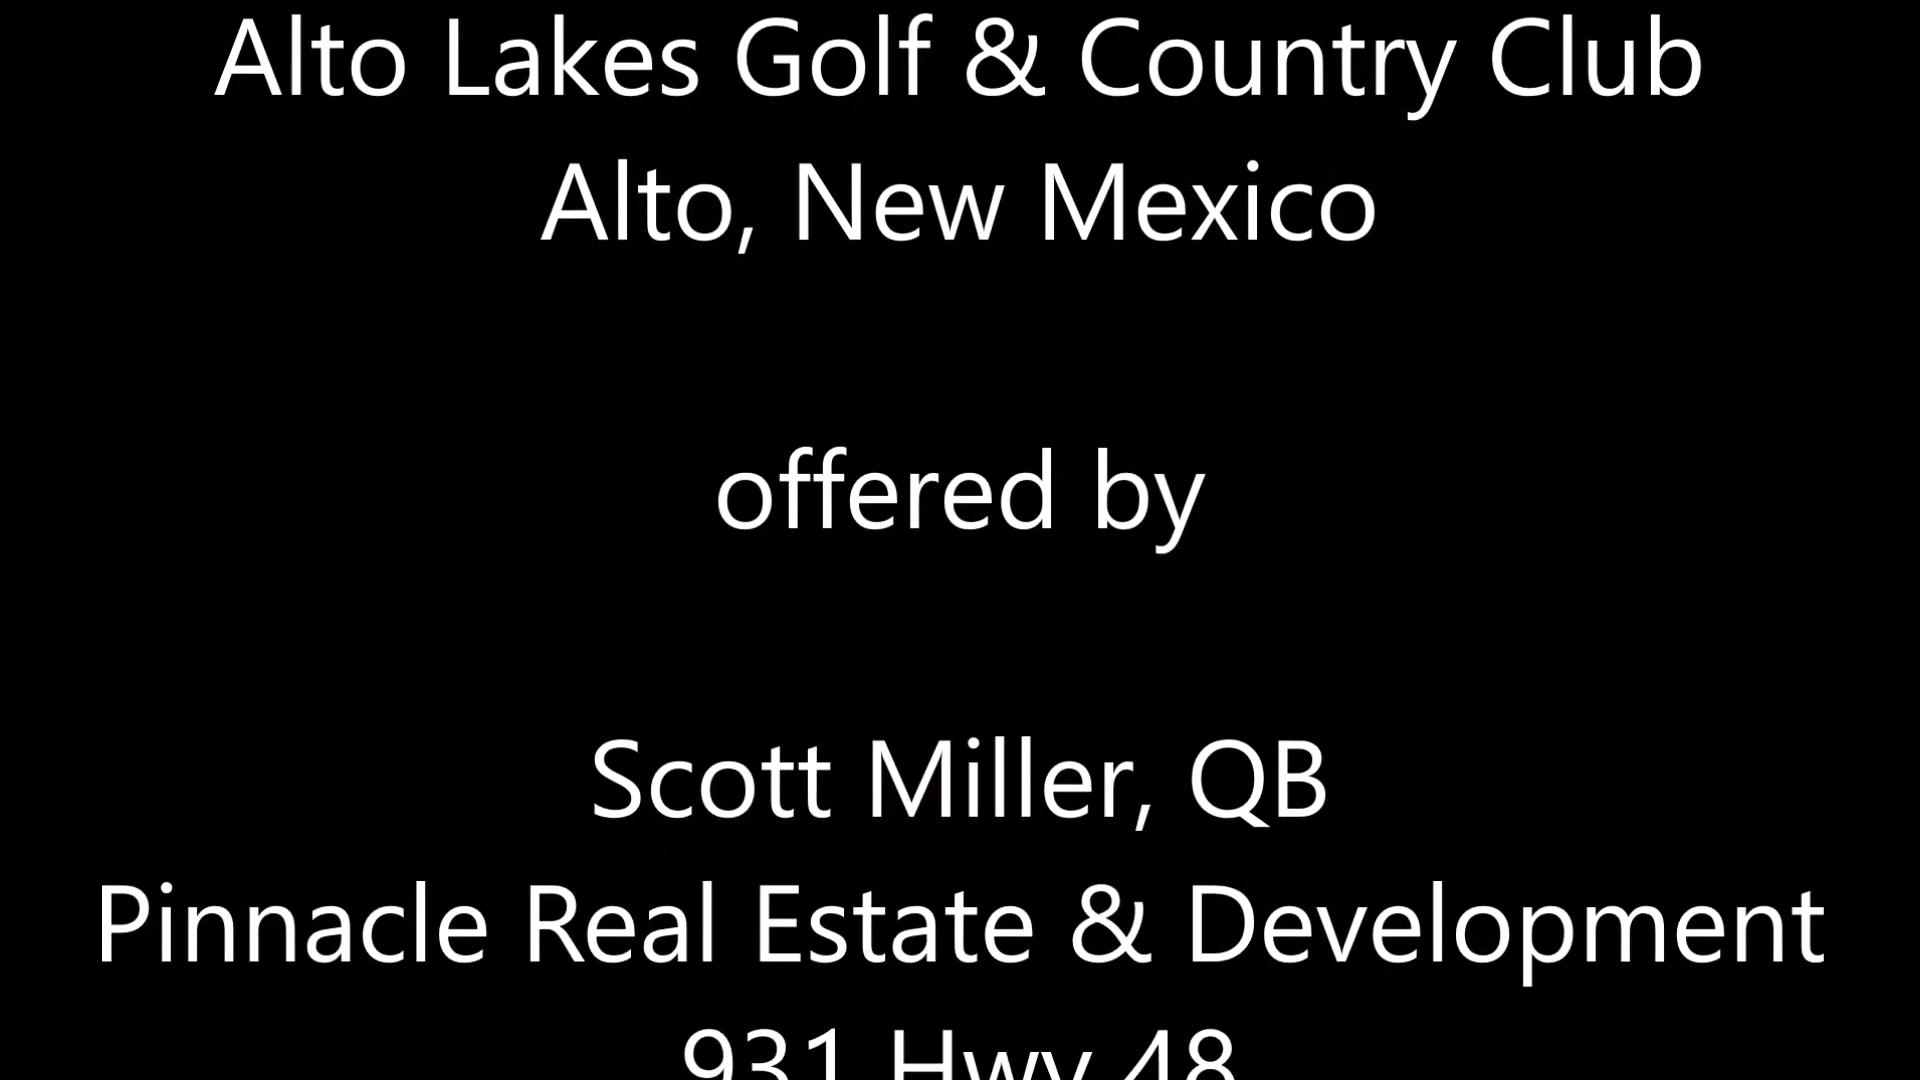 Alto Lakes Golf & Country Club
Alto, New Mexico
offered by
Scott Miller, QB
Pinnacle Real Estate & Development
931 Hwy 48